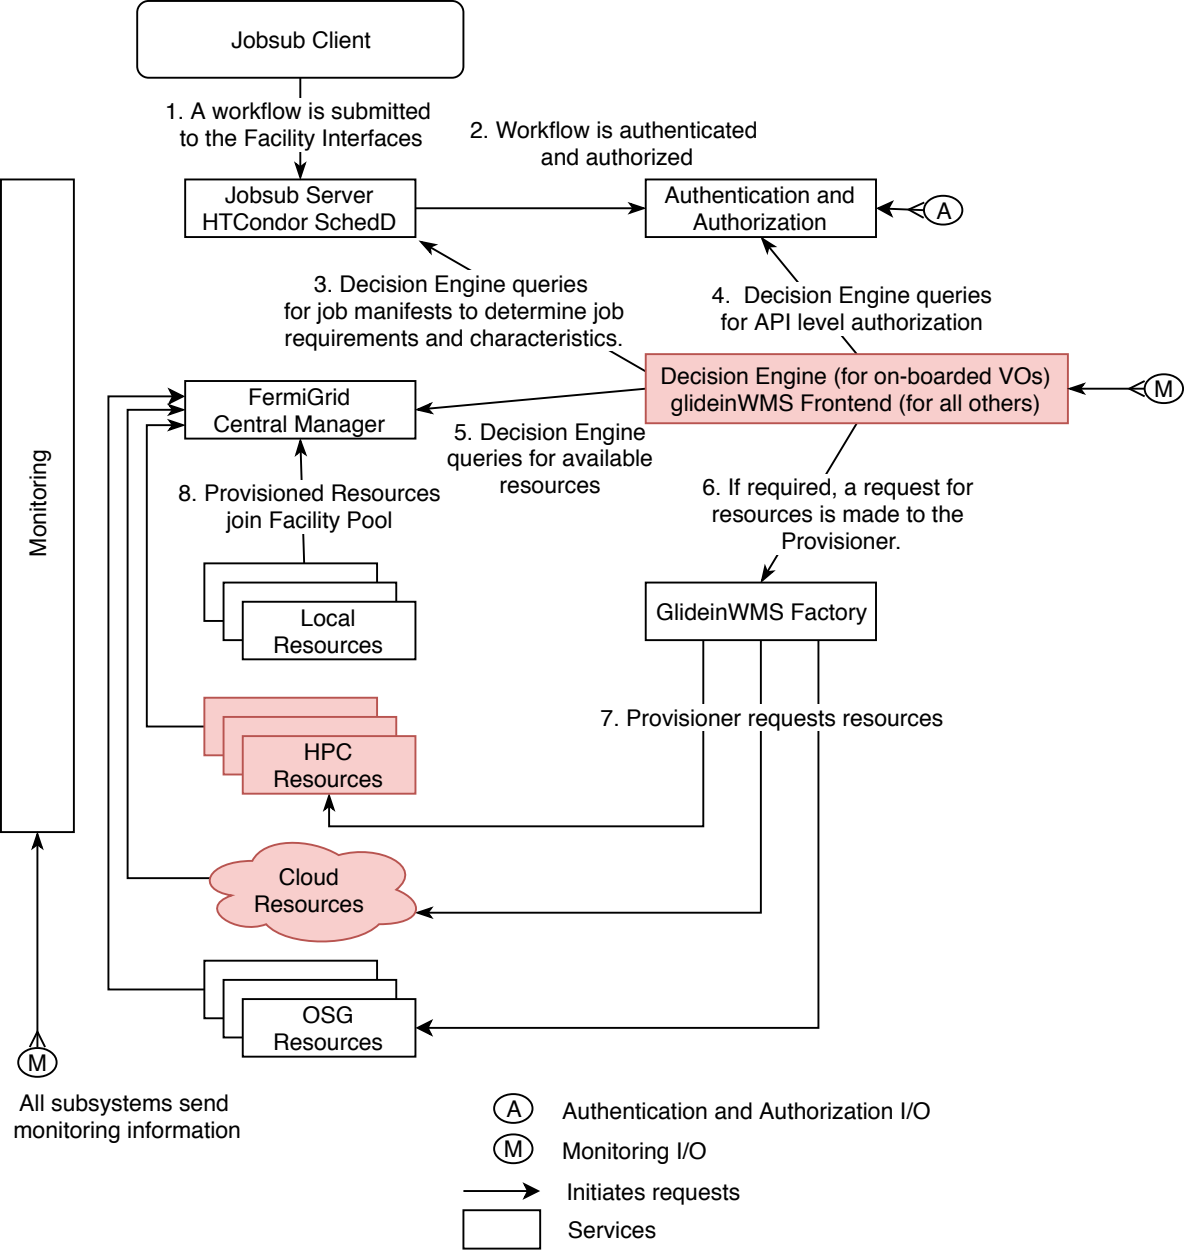 Jobsub Client
1. A workflow is submitted
to the Facility Interfaces
2. Workflow is authenticated
and authorized
Jobsub Server
HTCondor SchedD
Authentication and
Authorization
A
3. Decision Engine queries
for job manifests to determine job
requirements and characteristics.
4. Decision Engine queries
for API level authorization
Decision Engine (for on-boarded VOs)
glideinWMS Frontend (for all others)
M
FermiGrid
Central Manager
5. Decision Engine
queries for available
resources
Monitoring
8. Provisioned Resources
join Facility Pool
6. If required, a request for
resources is made to the
Provisioner.
Local
Resources
GlideinWMS Factory
7. Provisioner requests resources
HPC
Resources
Cloud
Resources
OSG
Resources
M
All subsystems send
monitoring information
A
Authentication and Authorization I/O
M
Monitoring I/O
Initiates requests
Services